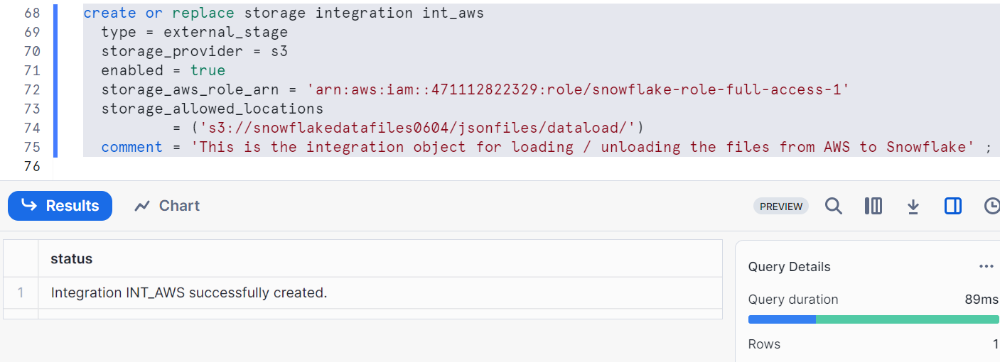 68 create or replace storage integration int_aws
69 type = external_stage
70 storage_provider = s3
71 enabled = true
72 storage_aws_role_arn = 'arn:aws:iam::471112822329:role/snowflake-role-full-access-1'
73 storage_allowed_locations
74 = ('s3://snowflakedatafiles0604/jsonfiles/dataload/')
75 comment = 'This is the integration object for loading / unloading the files from AWS to Snowflake' ;
76
Results Chart PREVIEW
status
1 Integration INT_AWS successfully created.
Query Details ...
Query duration 89ms
Rows 1